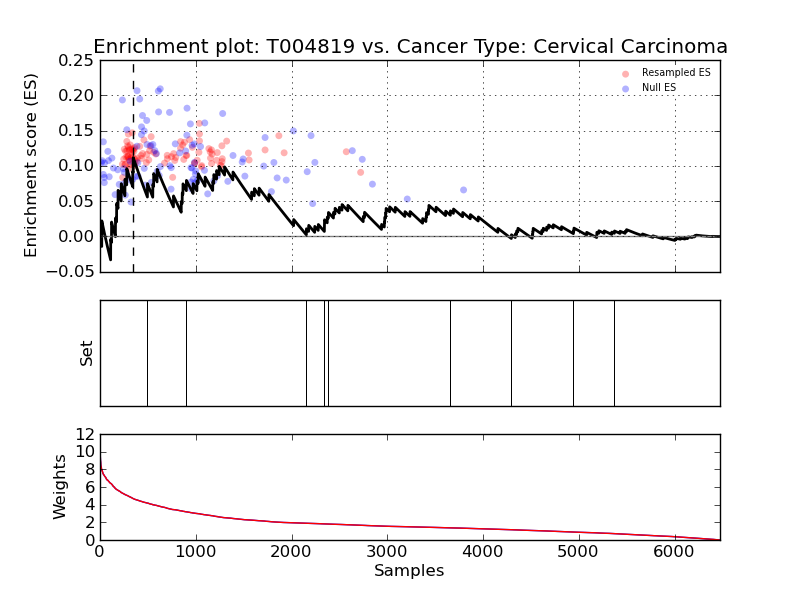 Enrichment plot: T004819 vs. Cancer Type: Cervical Carcinoma
Enrichment score (ES)
0.25
0.20
0.15
0.10
0.05
0.00
−0.05
Resampled ES
Null ES
Set
Weights
12
10
8
6
4
2
0
0 1000 2000 3000 4000 5000 6000
Samples